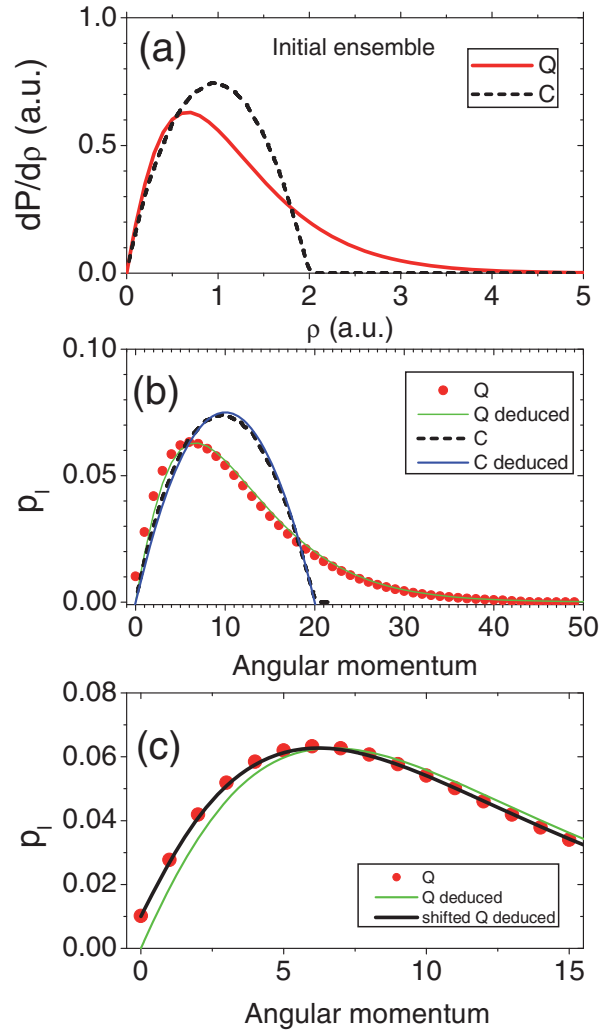 (a)
Initial ensemble
Q
C
dP/dρ (a.u.)
1.0
0.5
0.0
0 1 2 3 4 5
ρ (a.u.)
(b)
Q
Q deduced
C
C deduced
p_l
0.10
0.05
0.00
0 10 20 30 40 50
Angular momentum
(c)
Q
Q deduced
shifted Q deduced
p_l
0.08
0.06
0.04
0.02
0.00
0 5 10 15
Angular momentum